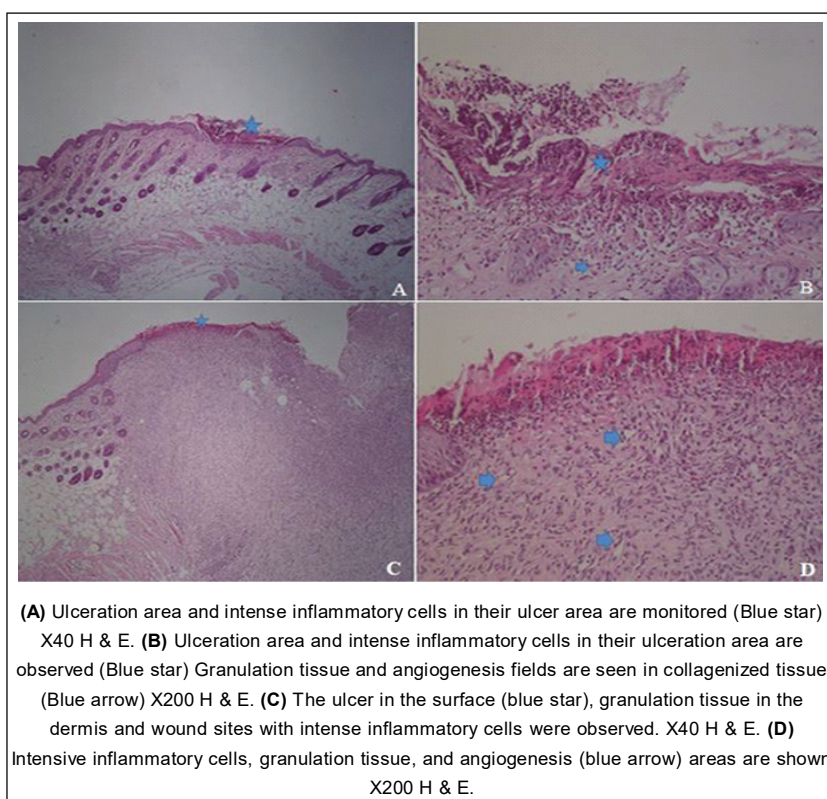 A
B
C
D
(A) Ulceration area and intense inflammatory cells in their ulcer area are monitored (Blue star)
X40 H & E. (B) Ulceration area and intense inflammatory cells in their ulceration area are
observed (Blue star) Granulation tissue and angiogenesis fields are seen in collagenized tissue
(Blue arrow) X200 H & E. (C) The ulcer in the surface (blue star), granulation tissue in the
dermis and wound sites with intense inflammatory cells were observed. X40 H & E. (D)
Intensive inflammatory cells, granulation tissue, and angiogenesis (blue arrow) areas are shown
X200 H & E.